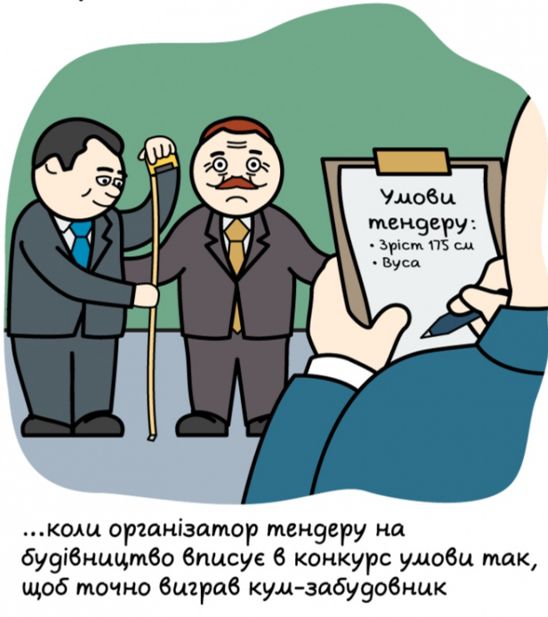 Умови
тендеру:
• Зріст 175 см
• Вуса
...коли організатор тендеру на
будівництво вписує в конкурс умови так,
щоб точно виграв кум-забудовник